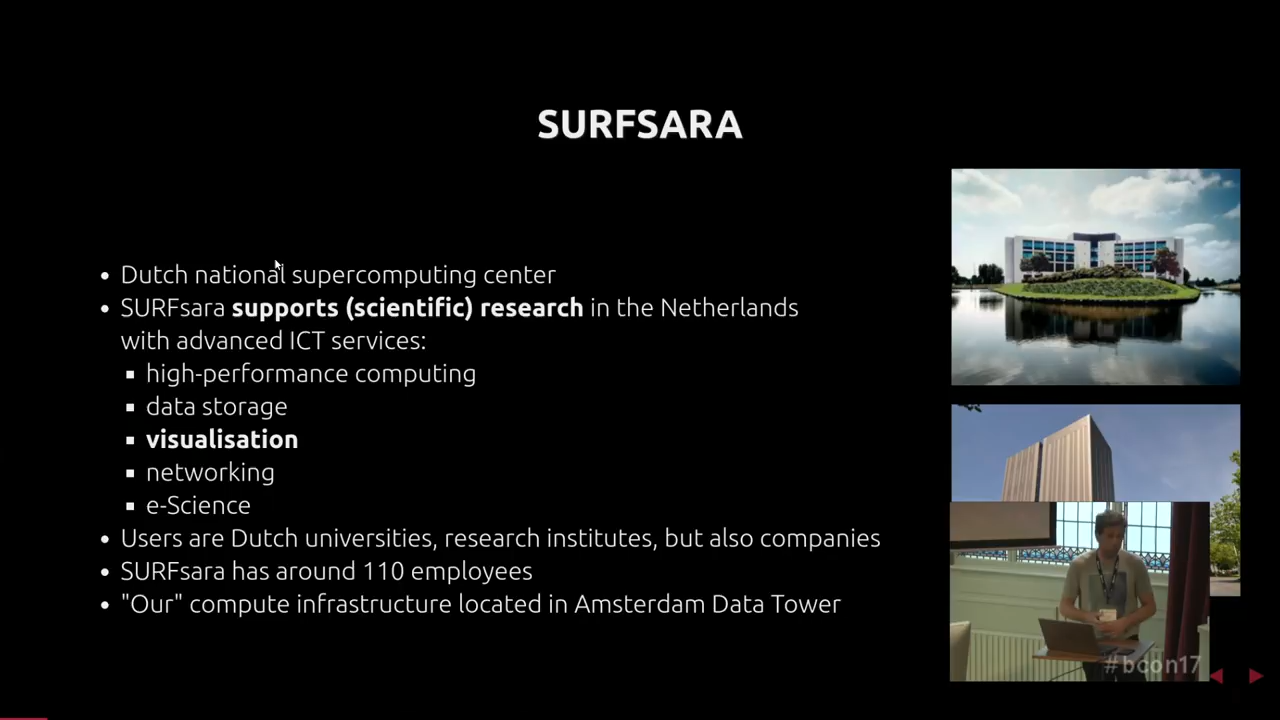 SURFSARA
• Dutch national supercomputing center
• SURFsara supports (scientific) research in the Netherlands
with advanced ICT services:
▪ high-performance computing
▪ data storage
▪ visualisation
▪ networking
▪ e-Science
• Users are Dutch universities, research institutes, but also companies
• SURFsara has around 110 employees
• "Our" compute infrastructure located in Amsterdam Data Tower
#bcon17